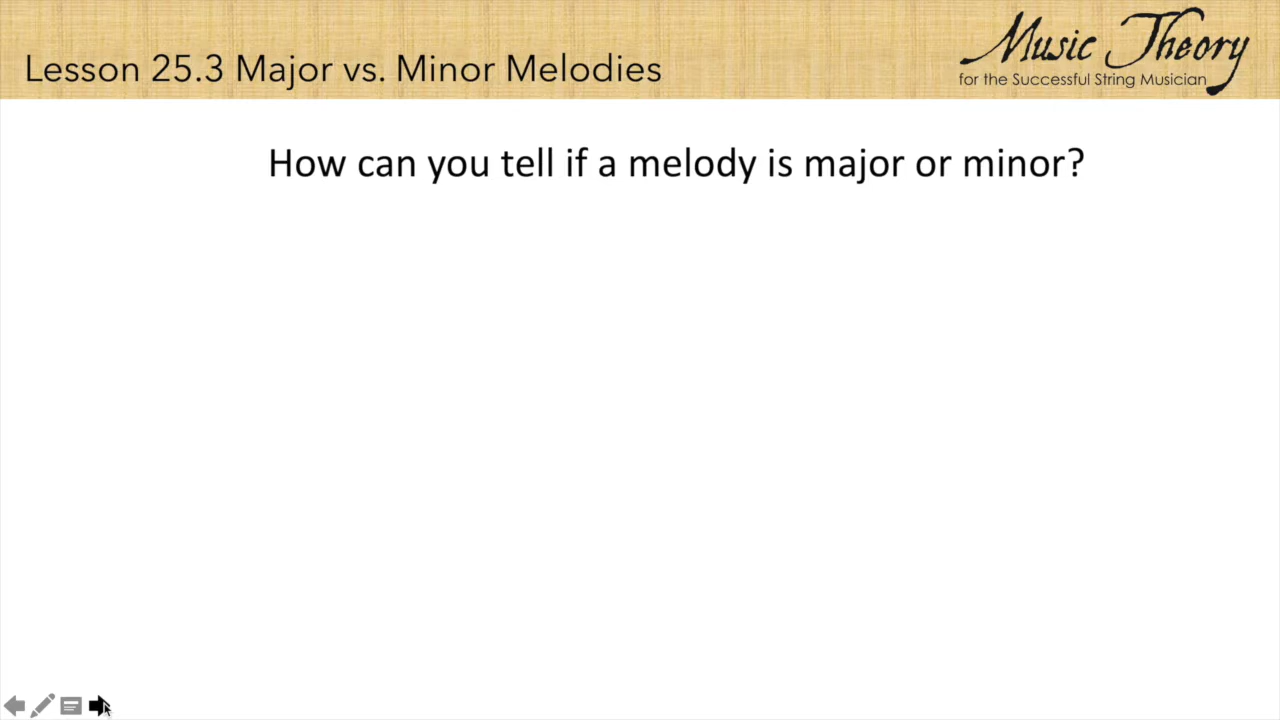 Lesson 25.3 Major vs. Minor Melodies
Music Theory
for the Successful String Musician
How can you tell if a melody is major or minor?